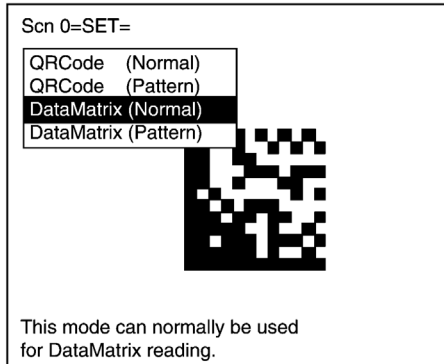 Scn 0=SET=
QRCode (Normal)
QRCode (Pattern)
DataMatrix (Normal)
DataMatrix (Pattern)
This mode can normally be used
for DataMatrix reading.